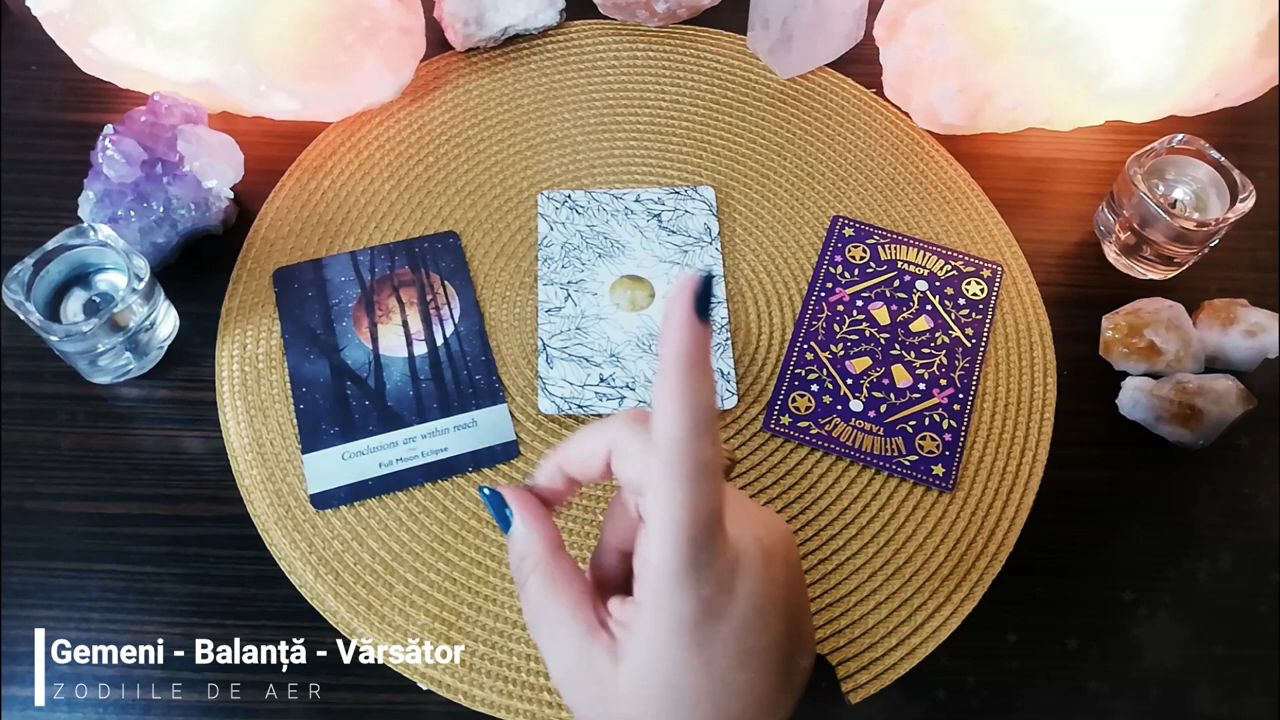 Conclusions are within reach
Full Moon Eclipse
AFFIRMATORS!
TAROT
AFFIRMATORS!
TAROT
Gemeni - Balanță - Vărsător
ZODIILE DE AER